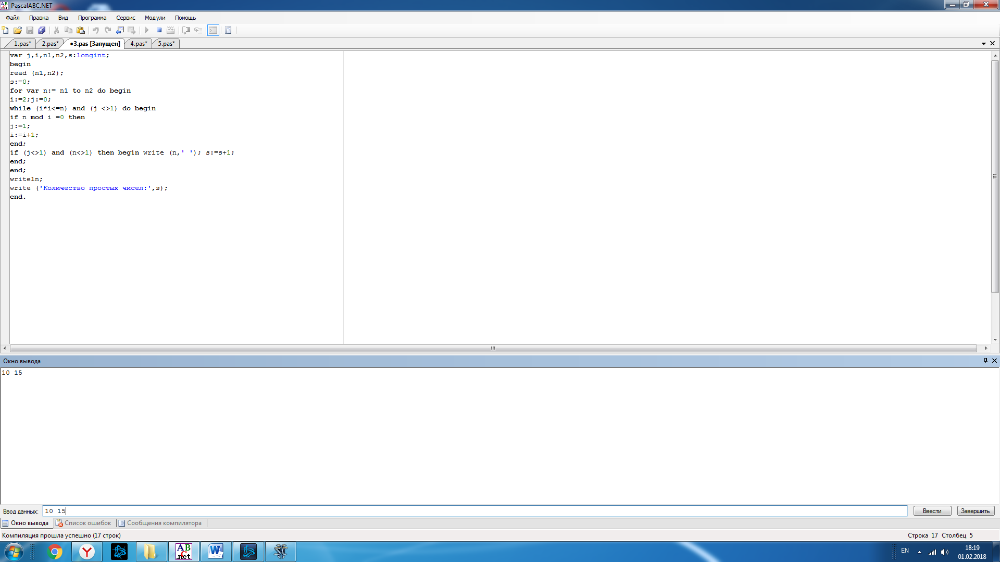 PascalABC.NET
Файл Правка Вид Программа Сервис Модули Помощь
1.pas* 2.pas* •3.pas [Запущен] 4.pas* 5.pas*
var j,i,n1,n2,s:longint;
begin
read (n1,n2);
s:=0;
for var n:= n1 to n2 do begin
i:=2;j:=0;
while (i*i<=n) and (j <>1) do begin
if n mod i =0 then
j:=1;
i:=i+1;
end;
if (j<>1) and (n<>1) then begin write (n,' '); s:=s+1;
end;
end;
writeln;
write ('Количество простых чисел:',s);
end.
Окно вывода
10 15
Ввод данных: 10 15 Ввести Завершить
Окно вывода Список ошибок Сообщения компилятора
Компиляция прошла успешно (17 строк) Строка 17 Столбец 5
EN 18:19
01.02.2018